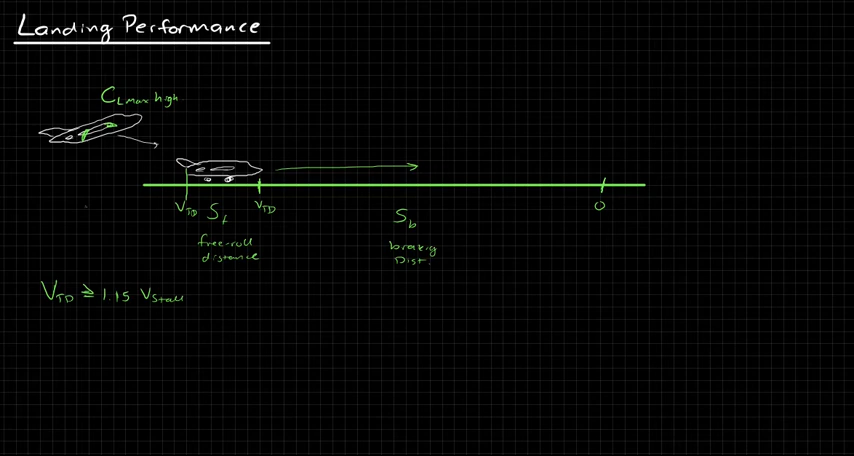 Landing Performance
CLmax high
VTD Sf VTD Sb 0
free-roll
distance
braking
Dist.
VTD ≥ 1.15 Vstall